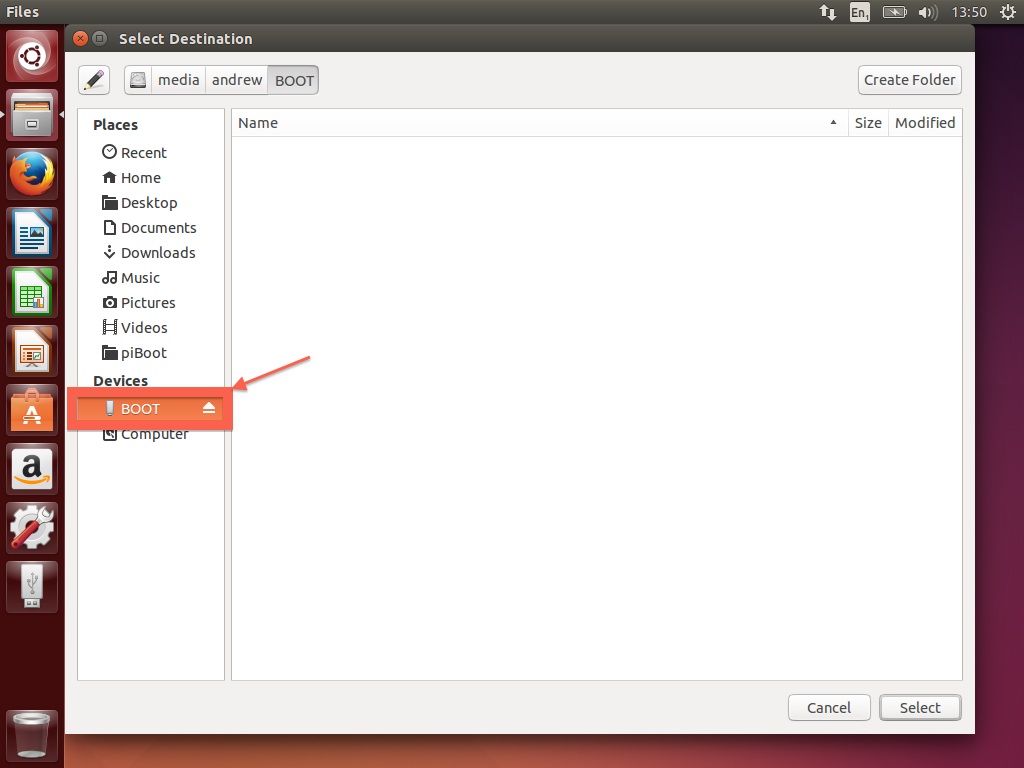 Files
En1
13:50
Select Destination
media andrew BOOT
Create Folder
Places
Recent
Home
Desktop
Documents
Downloads
Music
Pictures
Videos
piBoot
Devices
BOOT
Computer
Name Size Modified
Cancel
Select